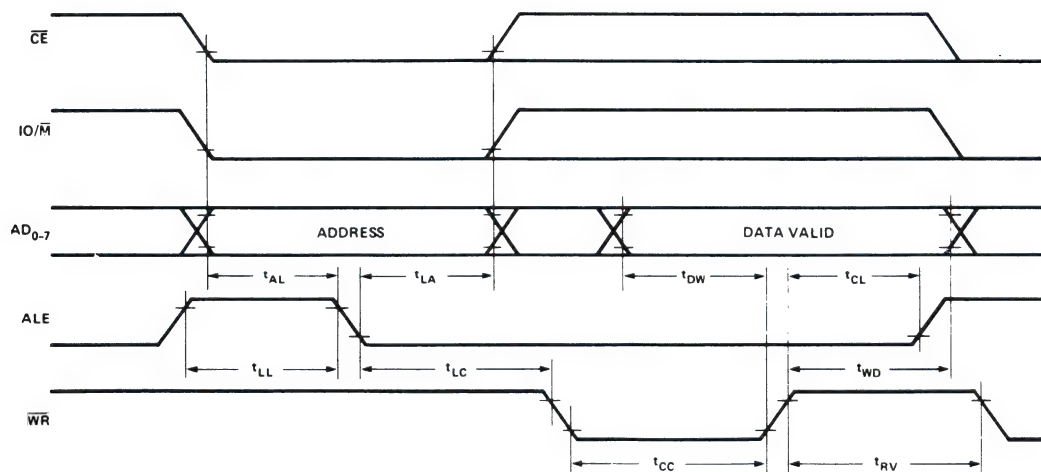 CE
IO/M
AD0-7
ADDRESS
DATA VALID
tAL
tLA
tDW
tCL
ALE
tLL
tLC
tWD
WR
tCC
tRV